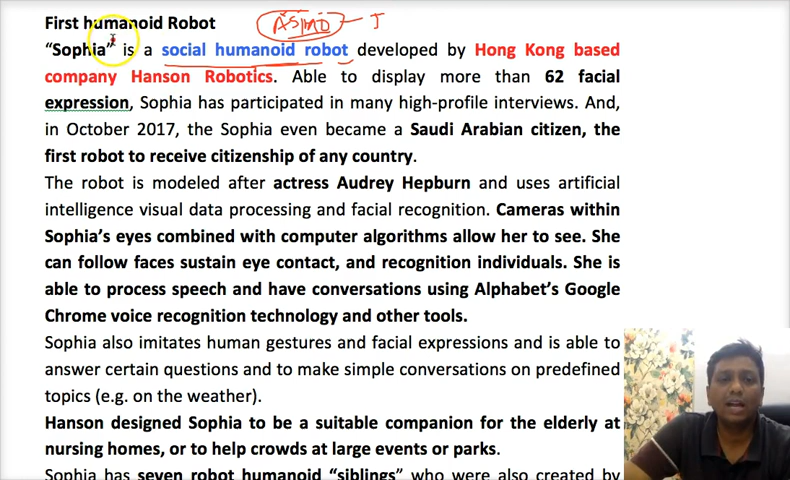 First humanoid Robot ASIMO – J
“Sophia” is a social humanoid robot developed by Hong Kong based
company Hanson Robotics. Able to display more than 62 facial
expression, Sophia has participated in many high-profile interviews. And,
in October 2017, the Sophia even became a Saudi Arabian citizen, the
first robot to receive citizenship of any country.
The robot is modeled after actress Audrey Hepburn and uses artificial
intelligence visual data processing and facial recognition. Cameras within
Sophia’s eyes combined with computer algorithms allow her to see. She
can follow faces sustain eye contact, and recognition individuals. She is
able to process speech and have conversations using Alphabet’s Google
Chrome voice recognition technology and other tools.
Sophia also imitates human gestures and facial expressions and is able to
answer certain questions and to make simple conversations on predefined
topics (e.g. on the weather).
Hanson designed Sophia to be a suitable companion for the elderly at
nursing homes, or to help crowds at large events or parks.
Sophia has seven robot humanoid “siblings” who were also created by